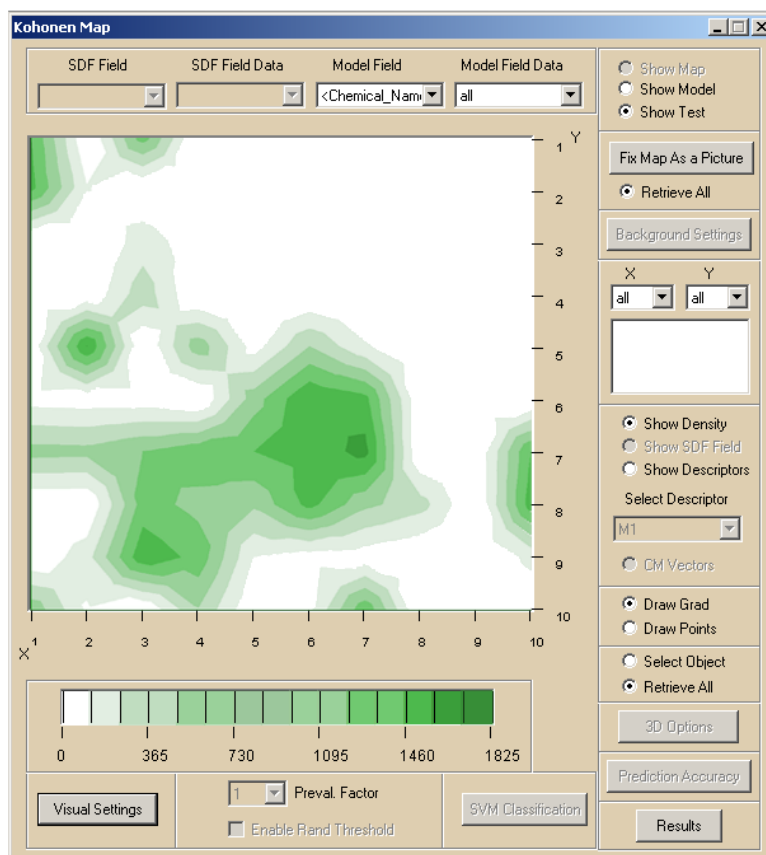 Kohonen Map
SDF Field
SDF Field Data
Model Field
Model Field Data
<Chemical_Nam
all
Show Map
Show Model
Show Test
Fix Map As a Picture
Retrieve All
Background Settings
X
Y
all
all
Show Density
Show SDF Field
Show Descriptors
Select Descriptor
M1
CM Vectors
Draw Grad
Draw Points
Select Object
Retrieve All
3D Options
Prediction Accuracy
Results
Y
1
2
3
4
5
6
7
8
9
10
X
1 2 3 4 5 6 7 8 9 10
0 365 730 1095 1460 1825
Visual Settings
1
Preval. Factor
Enable Rand Threshold
SVM Classification